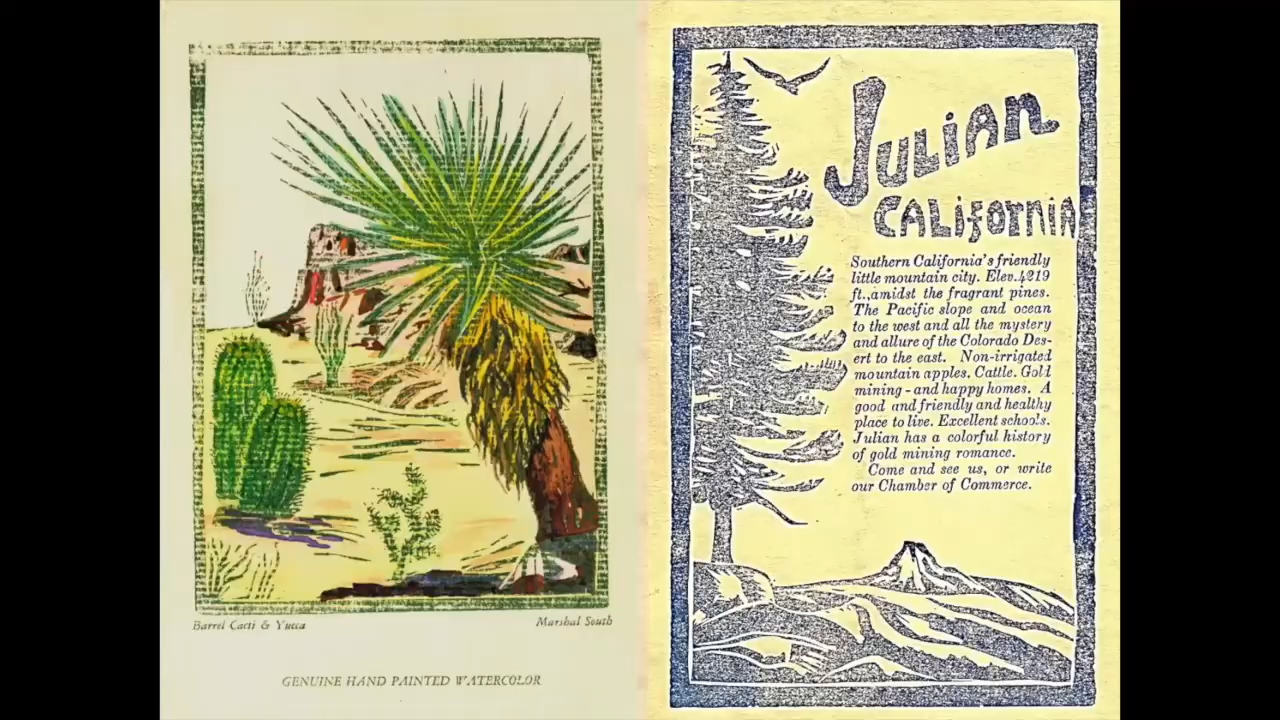 Barrel Cacti & Yucca
Marshal South
GENUINE HAND PAINTED WATERCOLOR
JULiAN
CALifORNiA
Southern California's friendly
little mountain city. Elev. 4219
ft., amidst the fragrant pines.
The Pacific slope and ocean
to the west and all the mystery
and allure of the Colorado Des-
ert to the east. Non-irrigated
mountain apples. Cattle. Gold
mining - and happy homes. A
good and friendly and healthy
place to live. Excellent schools.
Julian has a colorful history
of gold mining romance.
Come and see us, or write
our Chamber of Commerce.